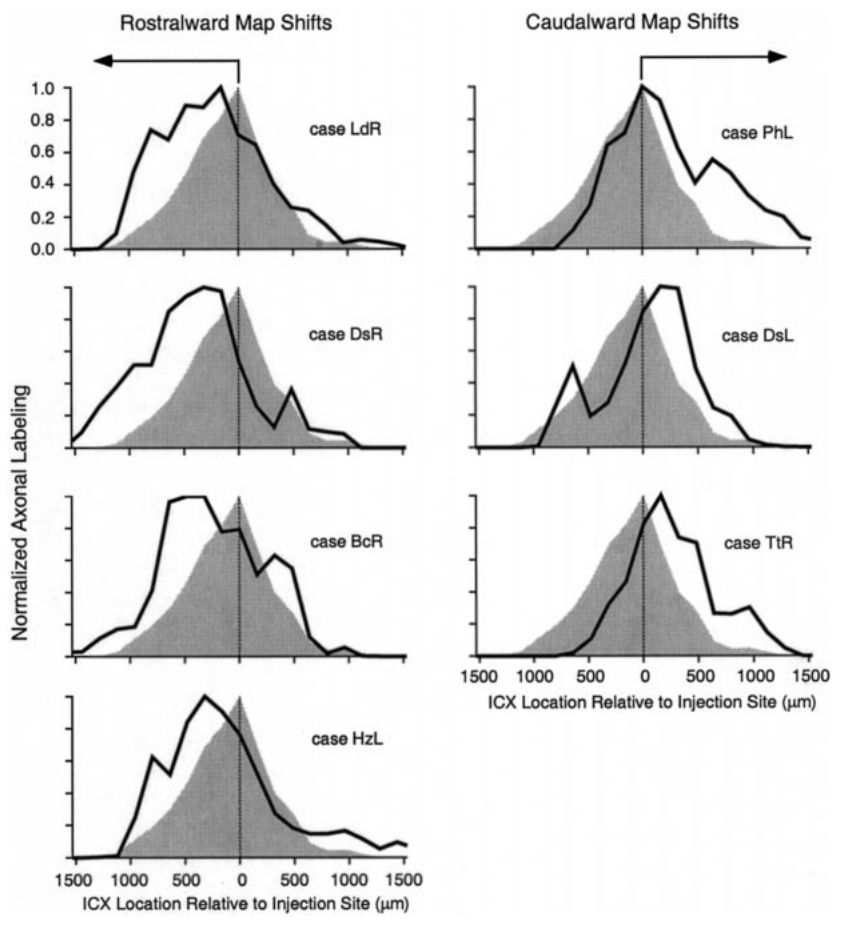 Rostralward Map Shifts
Caudalward Map Shifts
1.0
0.8
0.6
0.4
0.2
0.0
case LdR
case PhL
case DsR
case DsL
case BcR
case TtR
case HzL
Normalized Axonal Labeling
1500 1000 500 0 500 1000 1500
ICX Location Relative to Injection Site (μm)
1500 1000 500 0 500 1000 1500
ICX Location Relative to Injection Site (μm)